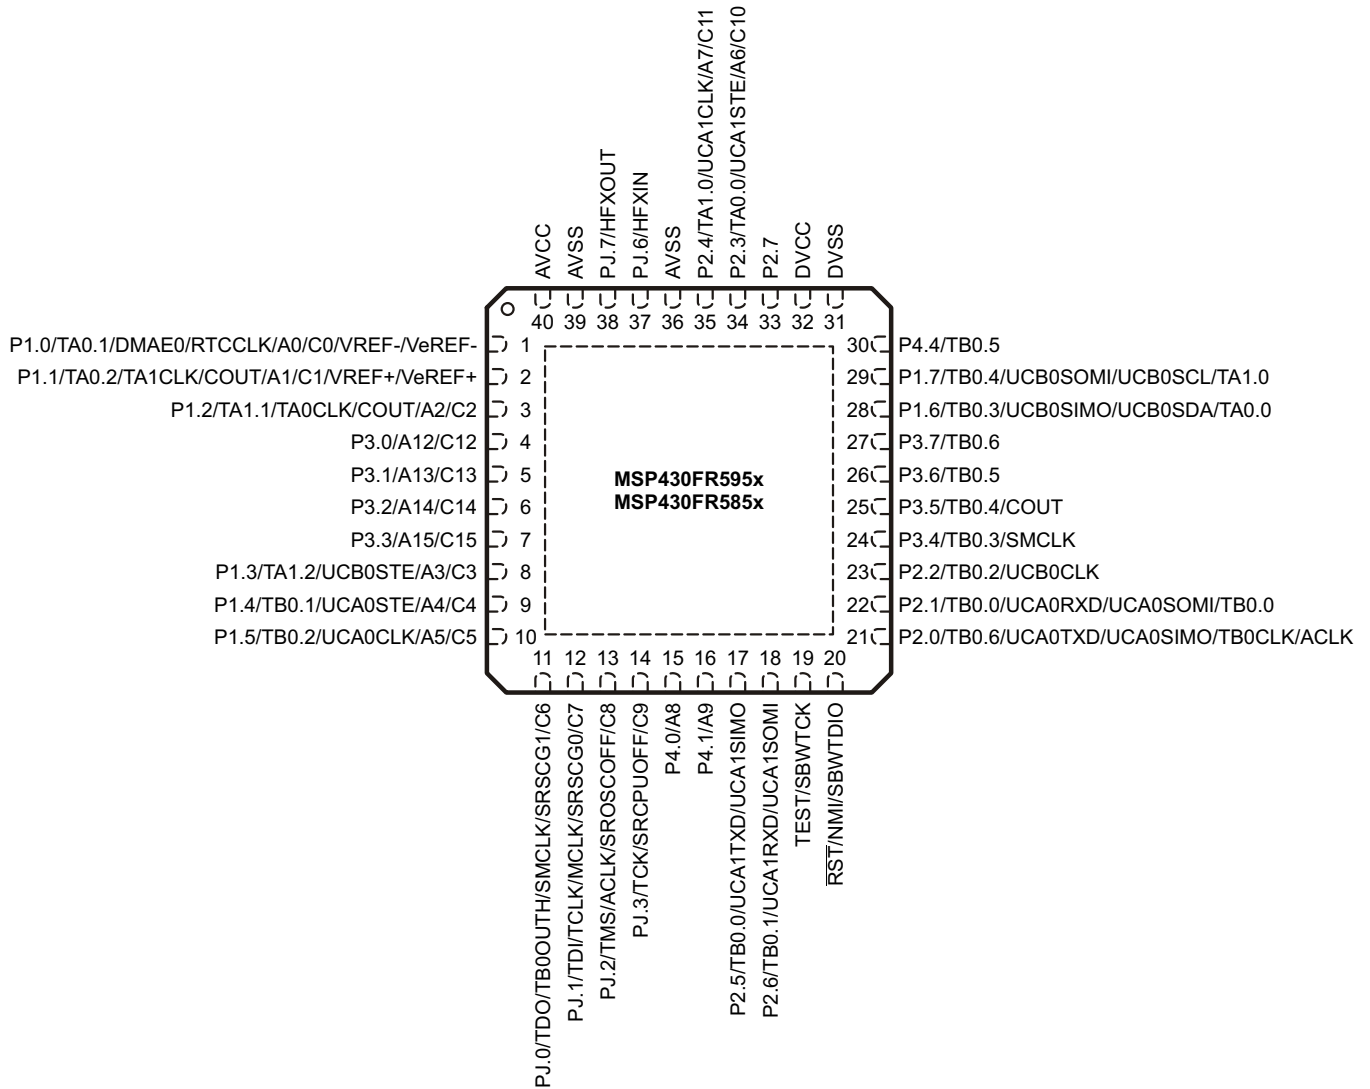 AVCC
AVSS
PJ.7/HFXOUT
PJ.6/HFXIN
AVSS
P2.4/TA1.0/UCA1CLK/A7/C11
P2.3/TA0.0/UCA1STE/A6/C10
P2.7
DVCC
DVSS
40 39 38 37 36 35 34 33 32 31
P1.0/TA0.1/DMAE0/RTCCLK/A0/C0/VREF-/VeREF- 1
P1.1/TA0.2/TA1CLK/COUT/A1/C1/VREF+/VeREF+ 2
P1.2/TA1.1/TA0CLK/COUT/A2/C2 3
P3.0/A12/C12 4
P3.1/A13/C13 5
P3.2/A14/C14 6
P3.3/A15/C15 7
P1.3/TA1.2/UCB0STE/A3/C3 8
P1.4/TB0.1/UCA0STE/A4/C4 9
P1.5/TB0.2/UCA0CLK/A5/C5 10
MSP430FR595x
MSP430FR585x
30 P4.4/TB0.5
29 P1.7/TB0.4/UCB0SOMI/UCB0SCL/TA1.0
28 P1.6/TB0.3/UCB0SIMO/UCB0SDA/TA0.0
27 P3.7/TB0.6
26 P3.6/TB0.5
25 P3.5/TB0.4/COUT
24 P3.4/TB0.3/SMCLK
23 P2.2/TB0.2/UCB0CLK
22 P2.1/TB0.0/UCA0RXD/UCA0SOMI/TB0.0
21 P2.0/TB0.6/UCA0TXD/UCA0SIMO/TB0CLK/ACLK
11 12 13 14 15 16 17 18 19 20
PJ.0/TDO/TB0OUTH/SMCLK/SRSCG1/C6
PJ.1/TDI/TCLK/MCLK/SRSCG0/C7
PJ.2/TMS/ACLK/SROSCOFF/C8
PJ.3/TCK/SRCPUOFF/C9
P4.0/A8
P4.1/A9
P2.5/TB0.0/UCA1TXD/UCA1SIMO
P2.6/TB0.1/UCA1RXD/UCA1SOMI
TEST/SBWTCK
RST/NMI/SBWTDIO